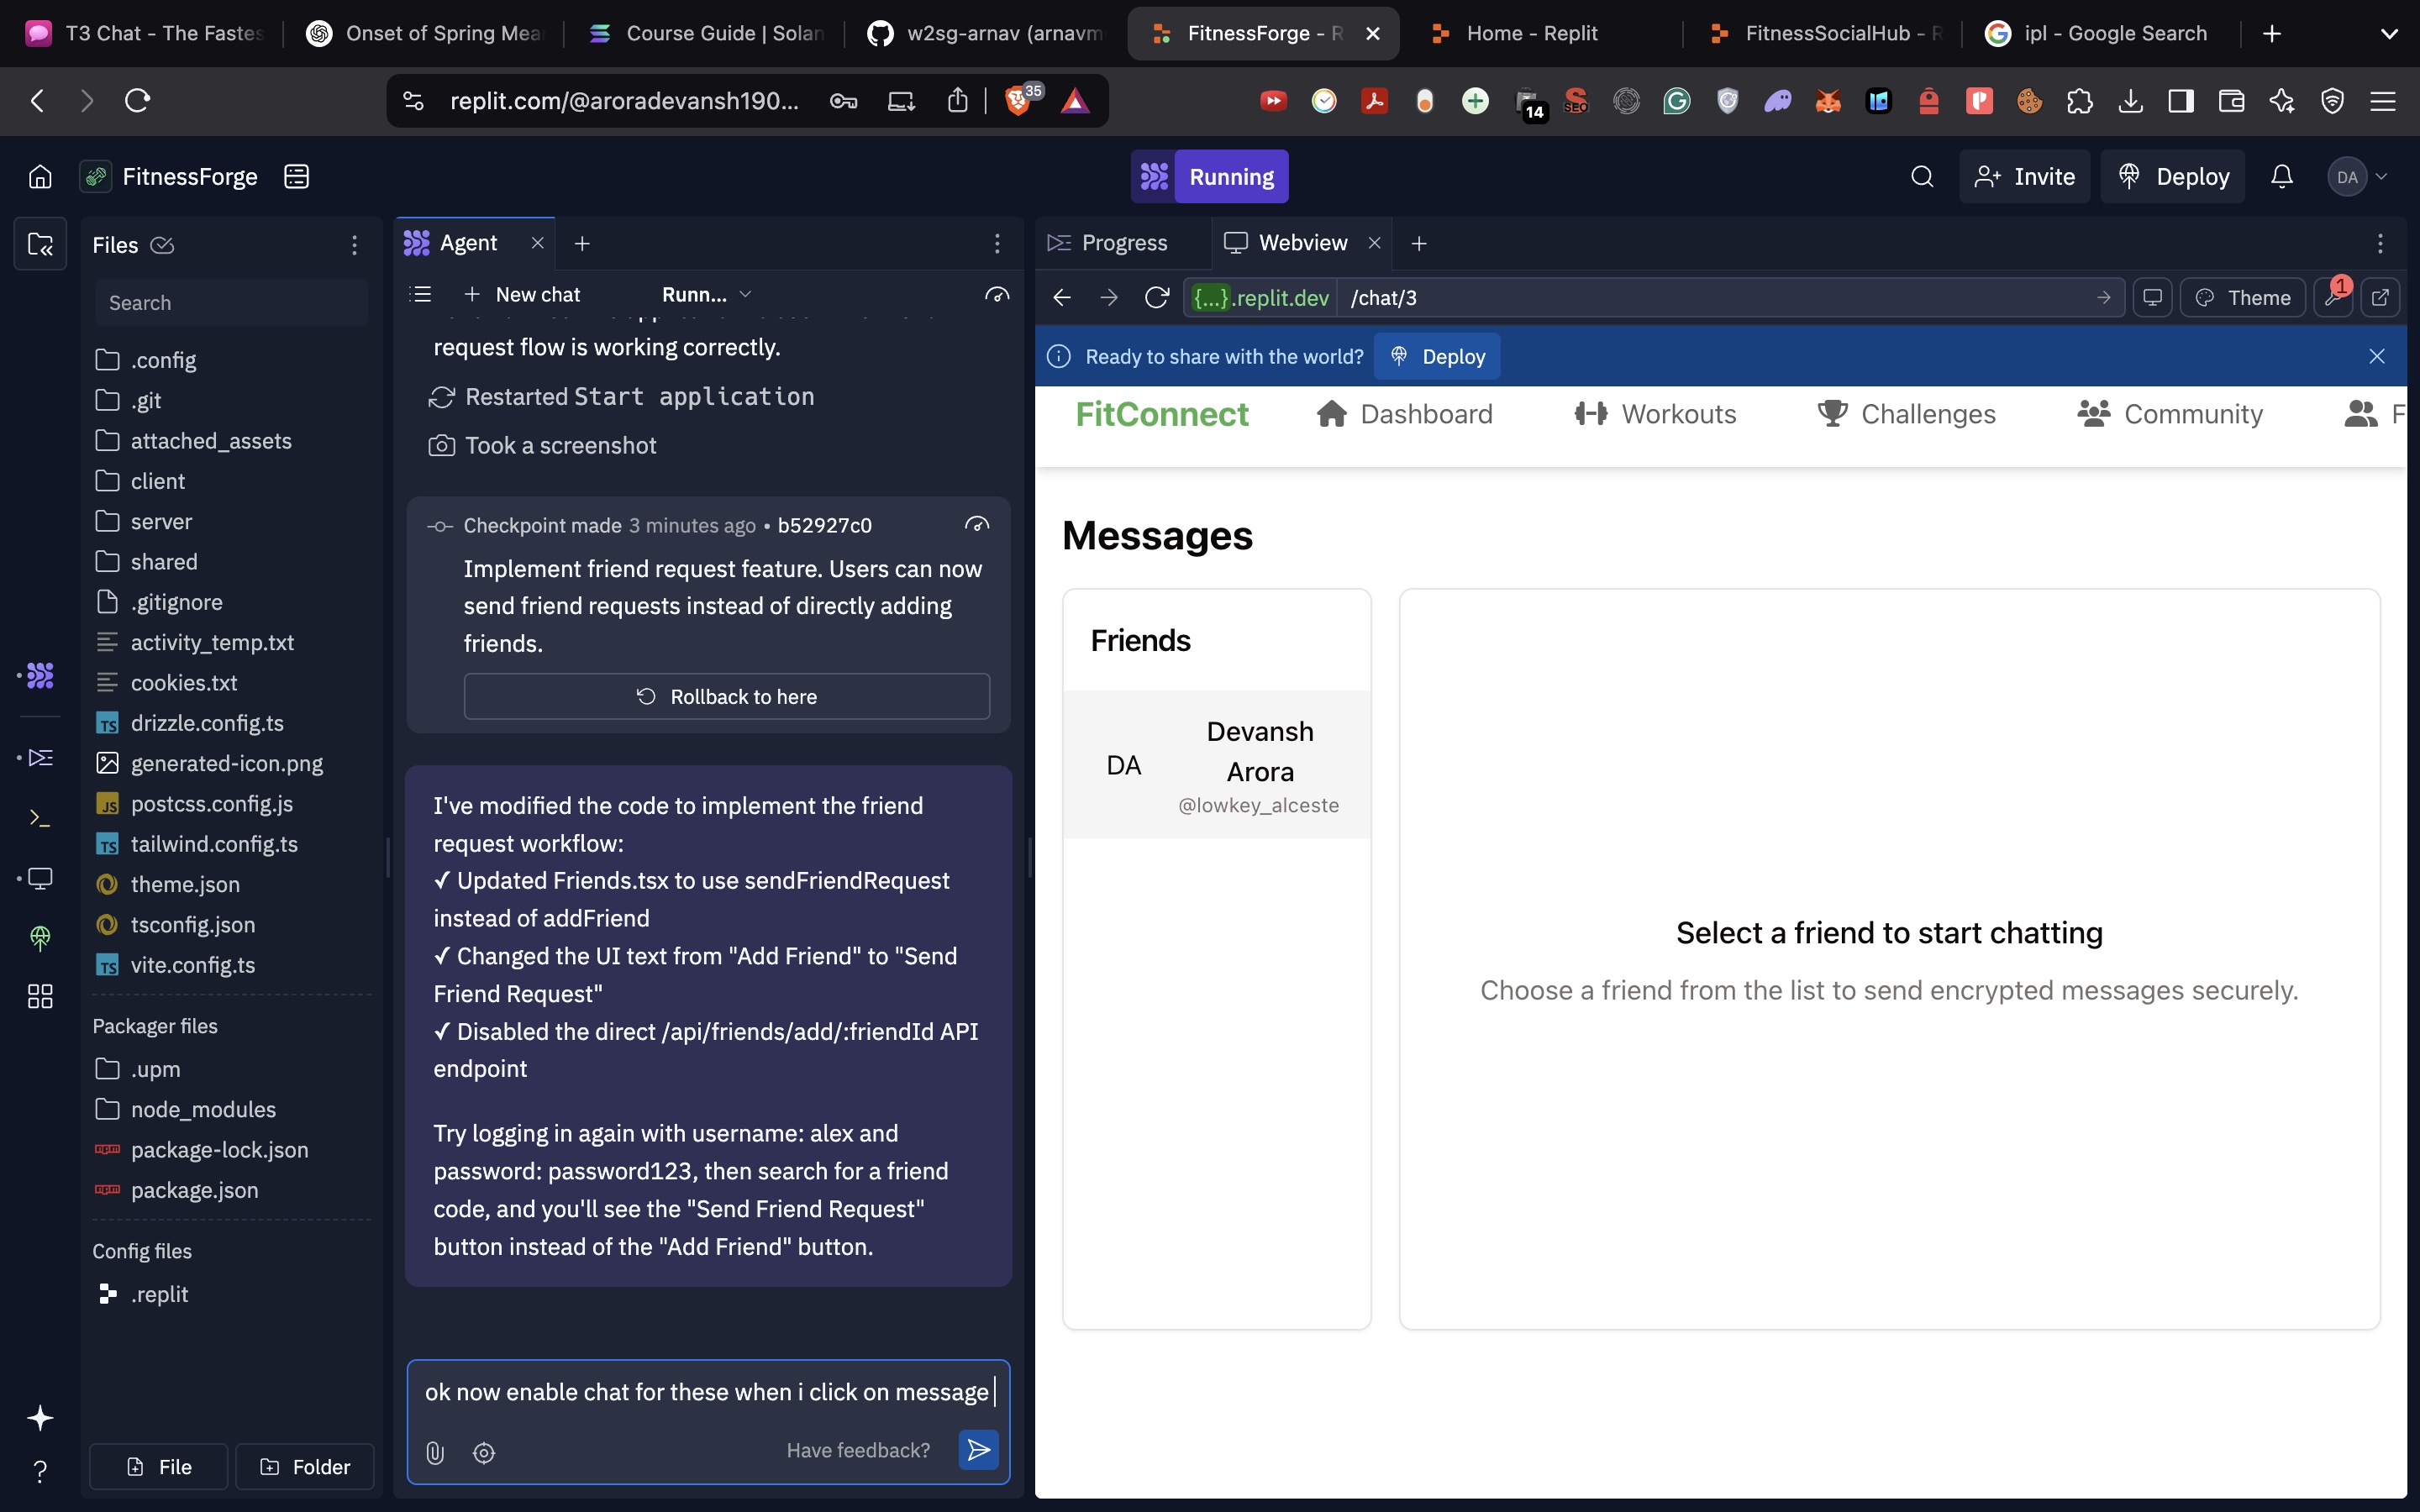 T3 Chat - The Fastes
Onset of Spring Mea
Course Guide | Solan
w2sg-arnav (arnavm
FitnessForge - R
Home - Replit
FitnessSocialHub - R
ipl - Google Search
replit.com/@aroradevansh190...
35
14
SEO
FitnessForge
Running
Invite
Deploy
DA
Files
Search
.config
.git
attached_assets
client
server
shared
.gitignore
activity_temp.txt
cookies.txt
TS drizzle.config.ts
generated-icon.png
JS postcss.config.js
TS tailwind.config.ts
theme.json
tsconfig.json
TS vite.config.ts
Packager files
.upm
node_modules
package-lock.json
package.json
Config files
.replit
File
Folder
Agent
New chat
Runn...
request flow is working correctly.
Restarted Start application
Took a screenshot
Checkpoint made 3 minutes ago • b52927c0
Implement friend request feature. Users can now
send friend requests instead of directly adding
friends.
Rollback to here
I've modified the code to implement the friend
request workflow:
✓ Updated Friends.tsx to use sendFriendRequest
instead of addFriend
✓ Changed the UI text from "Add Friend" to "Send
Friend Request"
✓ Disabled the direct /api/friends/add/:friendId API
endpoint
Try logging in again with username: alex and
password: password123, then search for a friend
code, and you'll see the "Send Friend Request"
button instead of the "Add Friend" button.
ok now enable chat for these when i click on message
Have feedback?
Progress
Webview
{...}.replit.dev
/chat/3
Theme
1
Ready to share with the world?
Deploy
FitConnect
Dashboard
Workouts
Challenges
Community
F
Messages
Friends
DA
Devansh
Arora
@lowkey_alceste
Select a friend to start chatting
Choose a friend from the list to send encrypted messages securely.